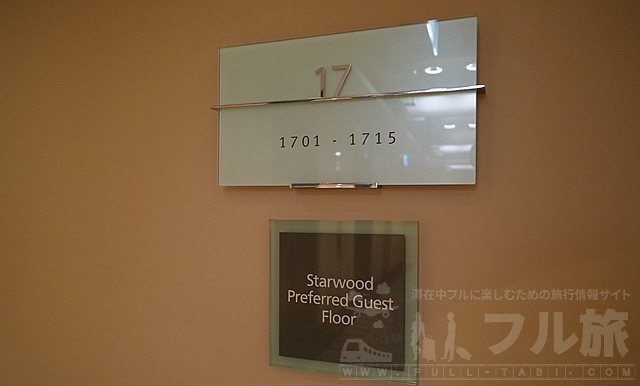 17
1701 - 1715
Starwood
Preferred Guest
Floor
滞在中フルに楽しむための旅行情報サイト
フル旅
WWW.FULL-TABI.COM